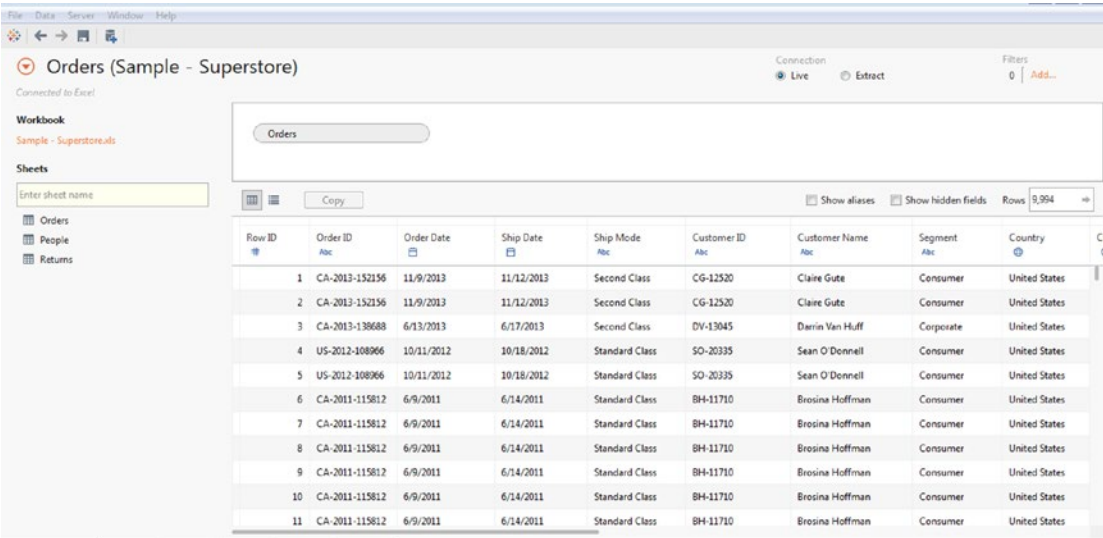 File Data Server Window Help
Orders (Sample - Superstore)
Connected to Excel
Connection
Live Extract
Filters
0 Add...
Workbook
Sample - Superstore.xls
Sheets
Enter sheet name
Orders
People
Returns
Orders
Copy
Show aliases Show hidden fields Rows 9,994
Row ID Order ID Order Date Ship Date Ship Mode Customer ID Customer Name Segment Country C
# Abc Abc Abc Abc Abc
1 CA-2013-152156 11/9/2013 11/12/2013 Second Class CG-12520 Claire Gute Consumer United States
2 CA-2013-152156 11/9/2013 11/12/2013 Second Class CG-12520 Claire Gute Consumer United States
3 CA-2013-138688 6/13/2013 6/17/2013 Second Class DV-13045 Darrin Van Huff Corporate United States
4 US-2012-108966 10/11/2012 10/18/2012 Standard Class SO-20335 Sean O'Donnell Consumer United States
5 US-2012-108966 10/11/2012 10/18/2012 Standard Class SO-20335 Sean O'Donnell Consumer United States
6 CA-2011-115812 6/9/2011 6/14/2011 Standard Class BH-11710 Brosina Hoffman Consumer United States
7 CA-2011-115812 6/9/2011 6/14/2011 Standard Class BH-11710 Brosina Hoffman Consumer United States
8 CA-2011-115812 6/9/2011 6/14/2011 Standard Class BH-11710 Brosina Hoffman Consumer United States
9 CA-2011-115812 6/9/2011 6/14/2011 Standard Class BH-11710 Brosina Hoffman Consumer United States
10 CA-2011-115812 6/9/2011 6/14/2011 Standard Class BH-11710 Brosina Hoffman Consumer United States
11 CA-2011-115812 6/9/2011 6/14/2011 Standard Class BH-11710 Brosina Hoffman Consumer United States